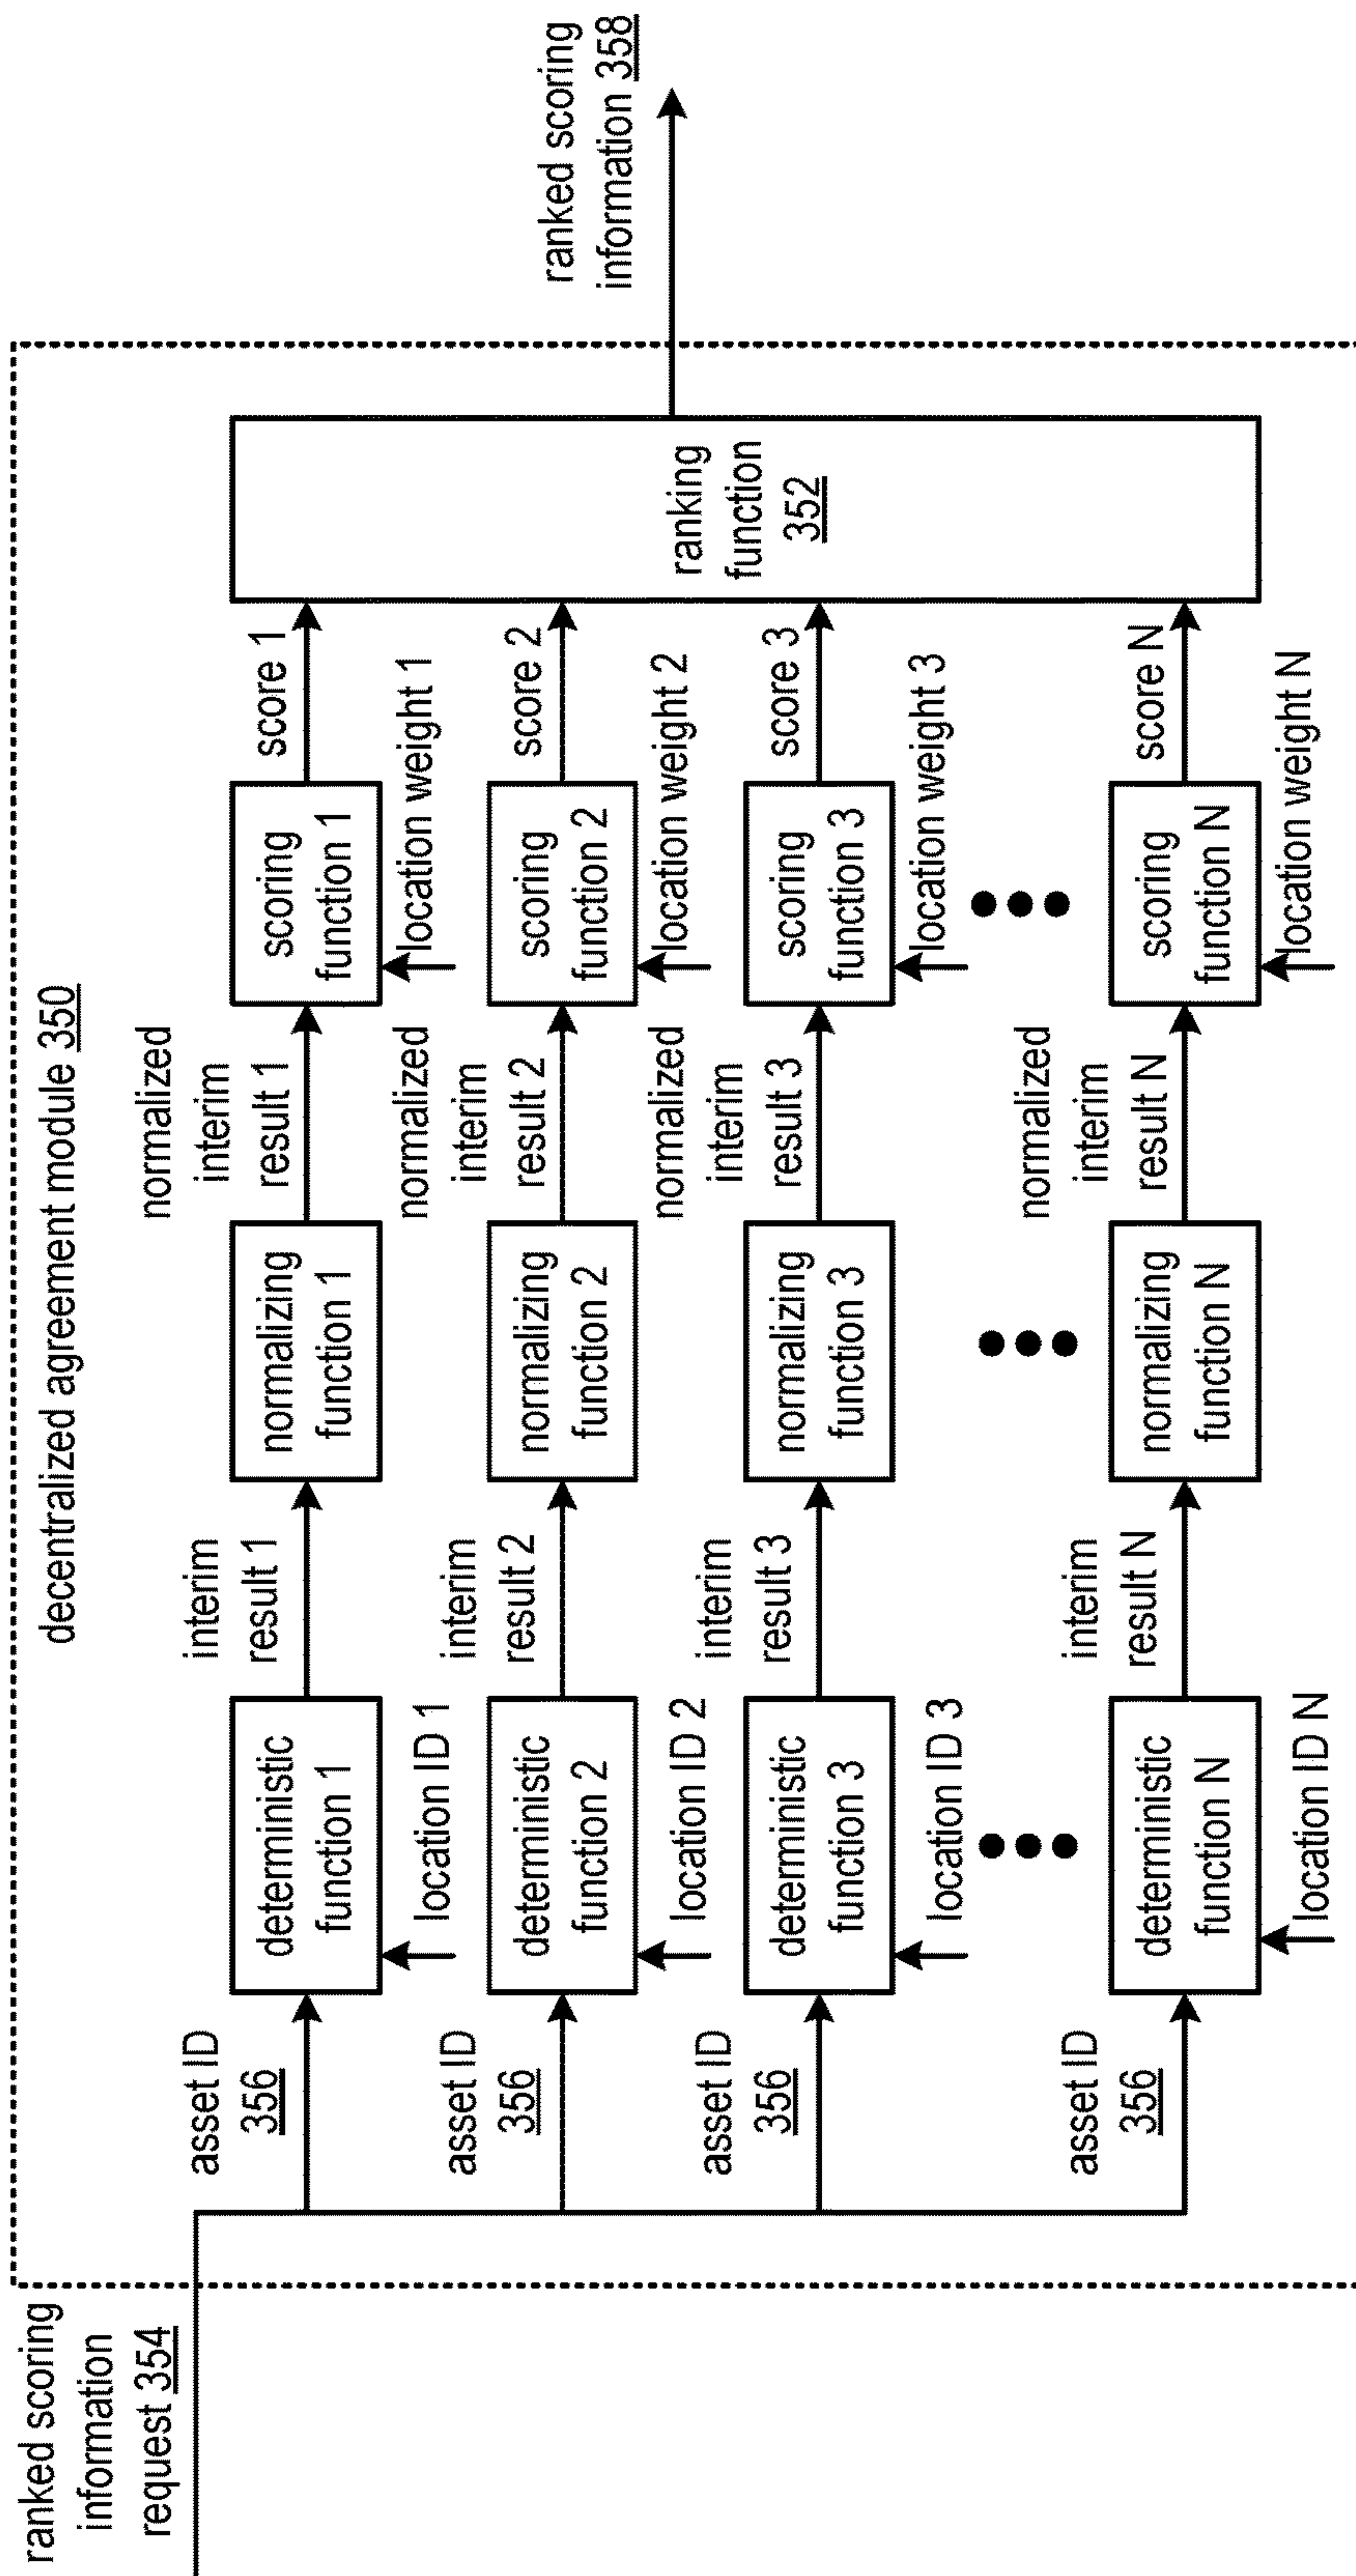 ranked scoring
information
request 354
decentralized agreement module 350
asset ID
356
deterministic
function 1
location ID 1
interim
result 1
normalizing
function 1
normalized
interim
result 1
scoring
function 1
location weight 1
score 1
asset ID
356
deterministic
function 2
location ID 2
interim
result 2
normalizing
function 2
normalized
interim
result 2
scoring
function 2
location weight 2
score 2
asset ID
356
deterministic
function 3
location ID 3
interim
result 3
normalizing
function 3
normalized
interim
result 3
scoring
function 3
location weight 3
score 3
asset ID
356
deterministic
function N
location ID N
interim
result N
normalizing
function N
normalized
interim
result N
scoring
function N
location weight N
score N
ranking
function
352
ranked scoring
information 358